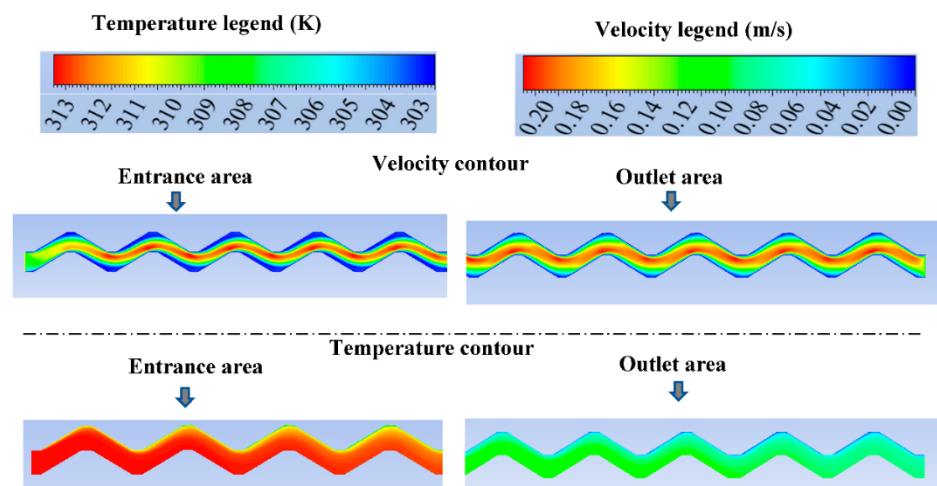 Temperature legend (K)
Velocity legend (m/s)
313 312 311 310 309 308 307 306 305 304 303
0.20 0.18 0.16 0.14 0.12 0.10 0.08 0.06 0.04 0.02 0.00
Velocity contour
Entrance area
Outlet area
Temperature contour
Entrance area
Outlet area